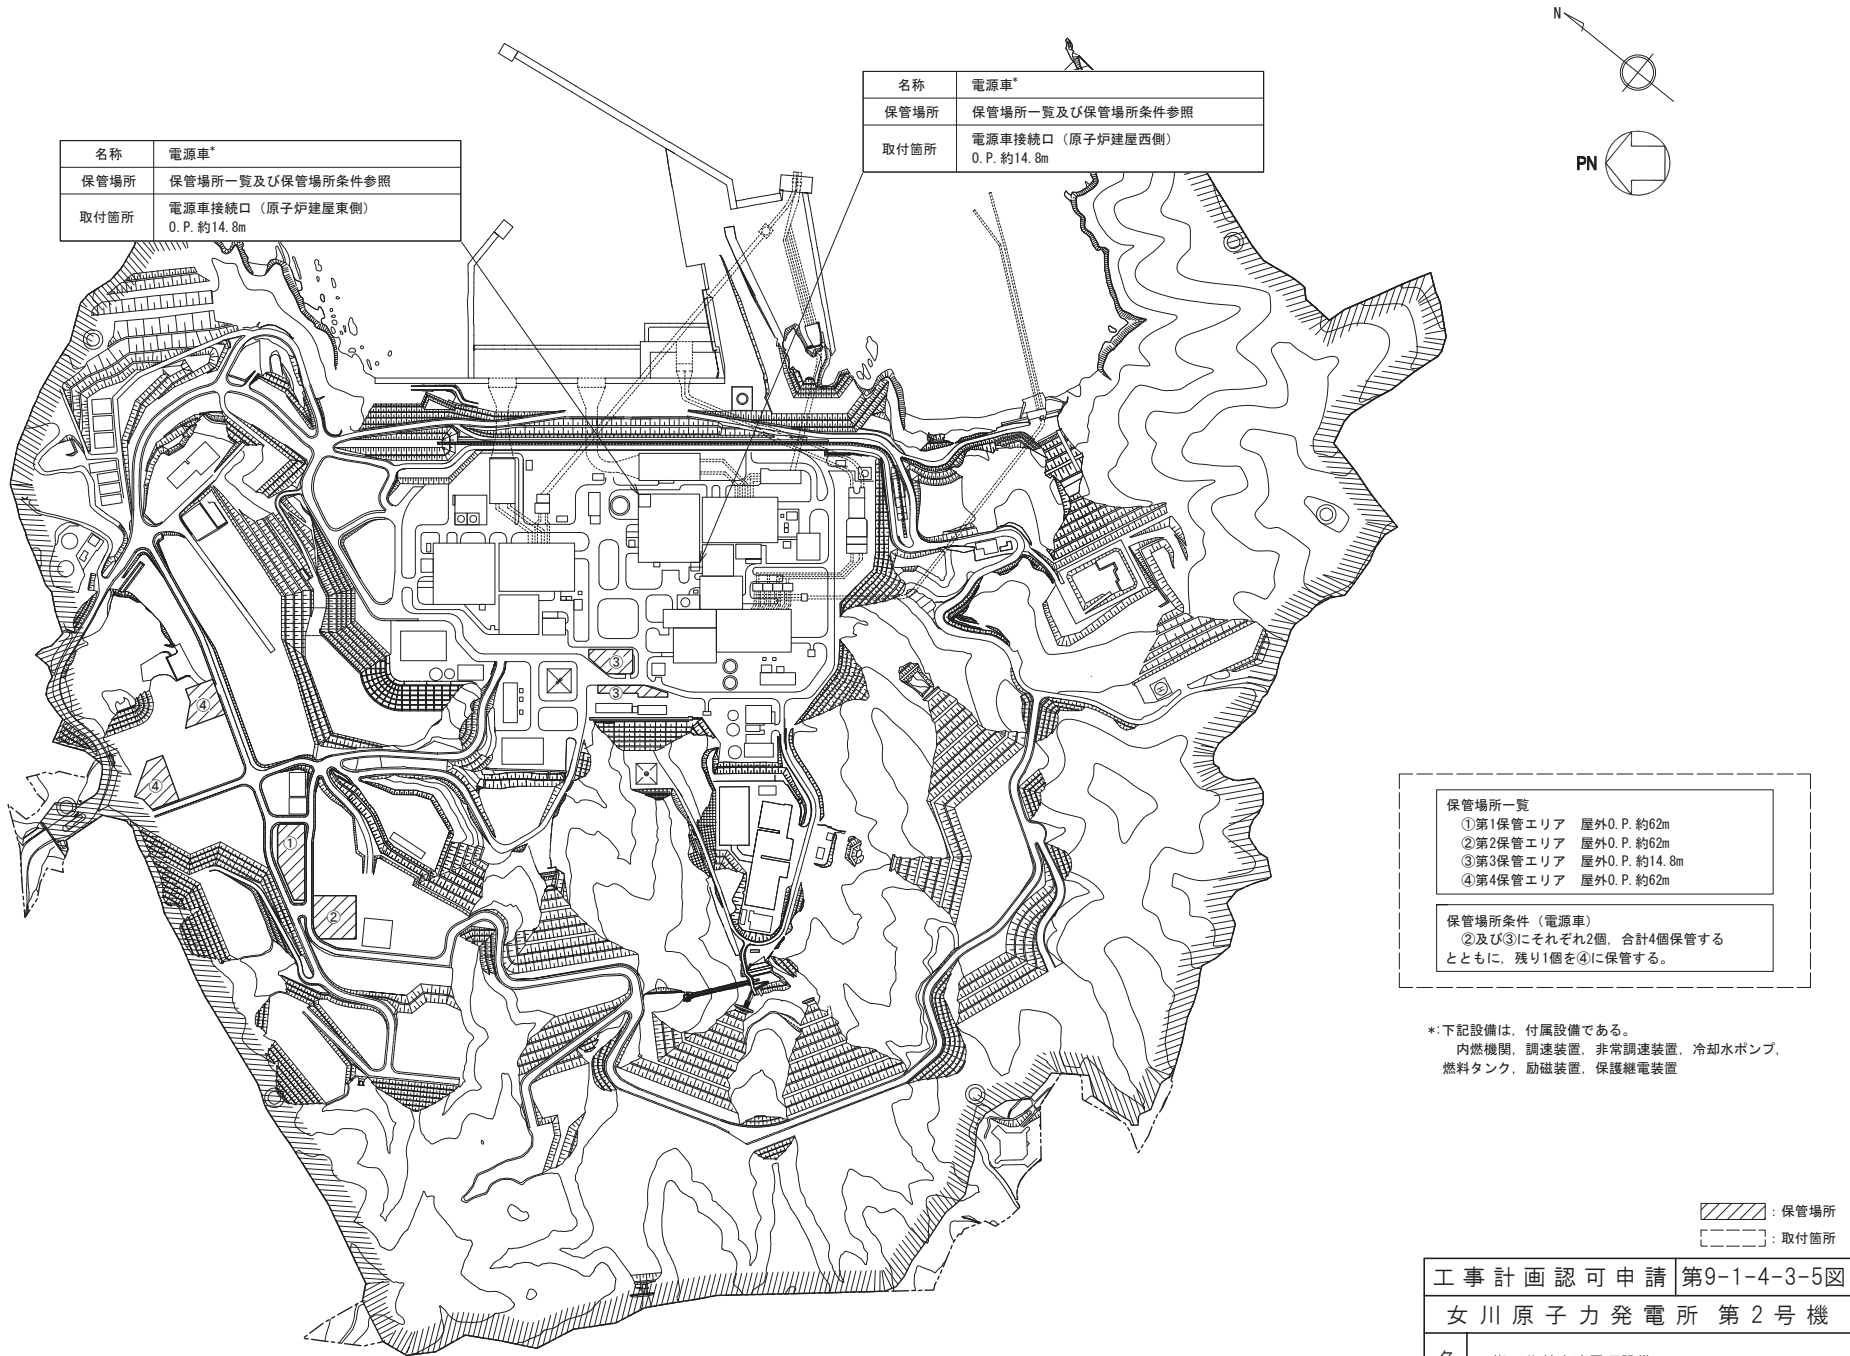 N
PN
名称 電源車*
保管場所 保管場所一覧及び保管場所条件参照
取付箇所 電源車接続口（原子炉建屋西側）
O.P.約14.8m
名称 電源車*
保管場所 保管場所一覧及び保管場所条件参照
取付箇所 電源車接続口（原子炉建屋東側）
O.P.約14.8m
③
③
④
④
①
②
保管場所一覧
①第1保管エリア 屋外O.P.約62m
②第2保管エリア 屋外O.P.約62m
③第3保管エリア 屋外O.P.約14.8m
④第4保管エリア 屋外O.P.約62m
保管場所条件（電源車）
②及び③にそれぞれ2個，合計4個保管する
とともに，残り1個を④に保管する。
*:下記設備は，付属設備である。
内燃機関，調速装置，非常調速装置，冷却水ポンプ，
燃料タンク，励磁装置，保護継電装置
：保管場所
：取付箇所
工事計画認可申請 第9-1-4-3-5図
女川原子力発電所 第2号機